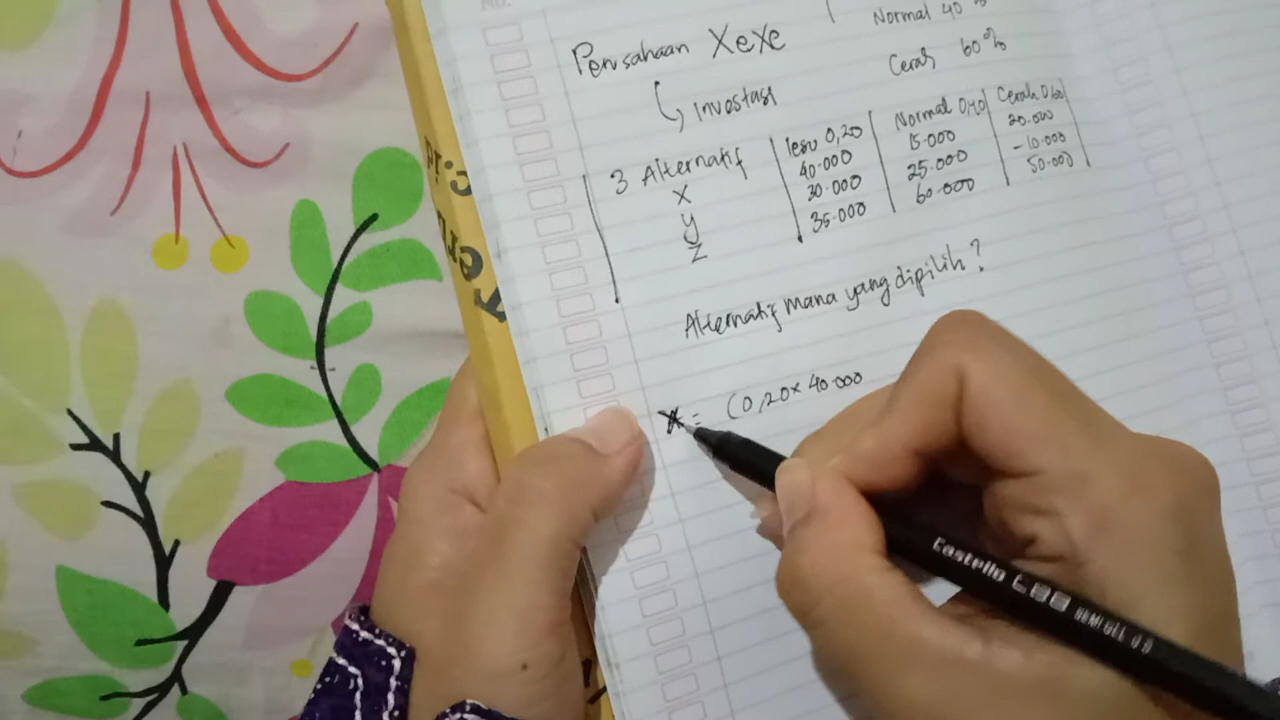 No.
Normal 40 %
Perusahaan XeXe
Cerah 60%
Investasi
3 Alternatif | lesu 0,20 | Normal 0,40 | Cerah 0,60
X 40.000 15.000 20.000
y 30.000 25.000 -10.000
Z 35.000 60.000 50.000
Alternatif mana yang dipilih?
X = (0,20 x 40.000
Castello